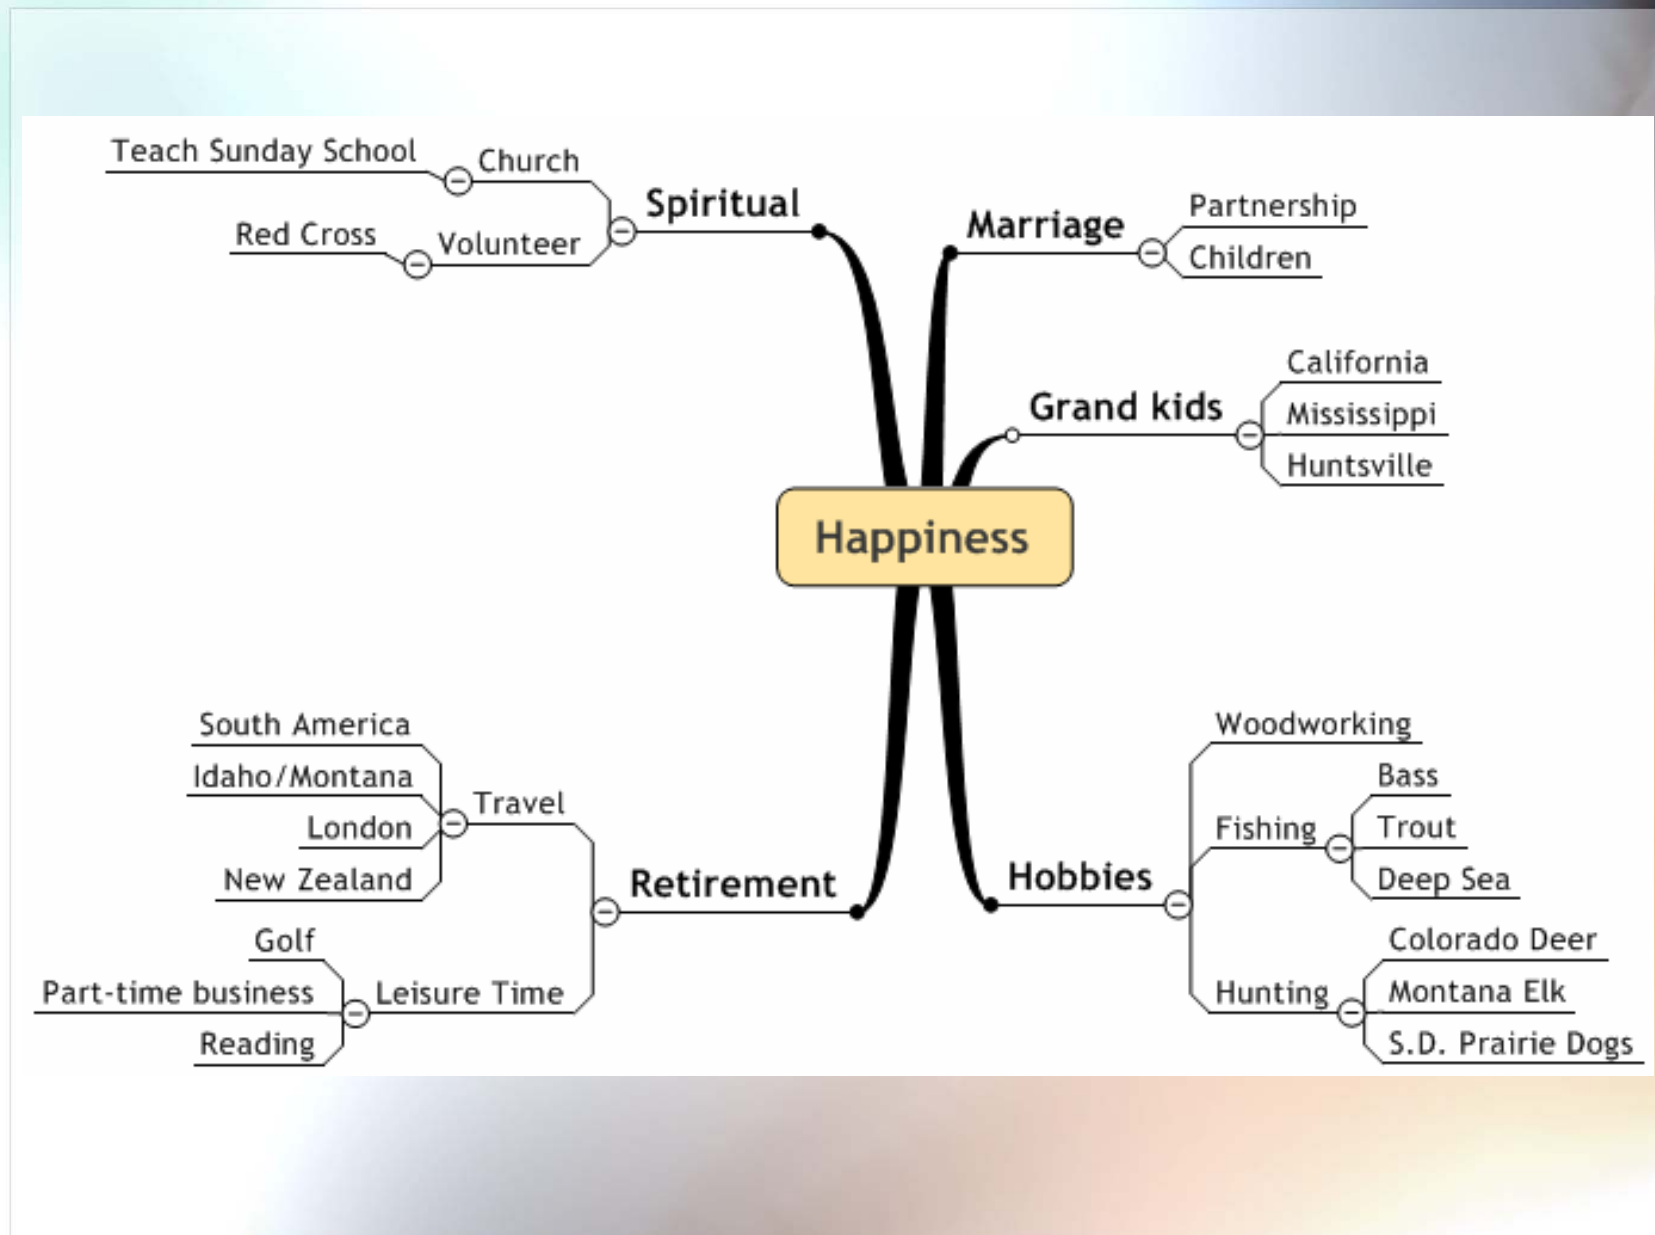 Teach Sunday School
Church
Red Cross
Volunteer
Spiritual
Marriage
Partnership
Children
Grand kids
California
Mississippi
Huntsville
Happiness
South America
Idaho/Montana
London
New Zealand
Travel
Golf
Part-time business
Reading
Leisure Time
Retirement
Hobbies
Woodworking
Fishing
Bass
Trout
Deep Sea
Hunting
Colorado Deer
Montana Elk
S.D. Prairie Dogs